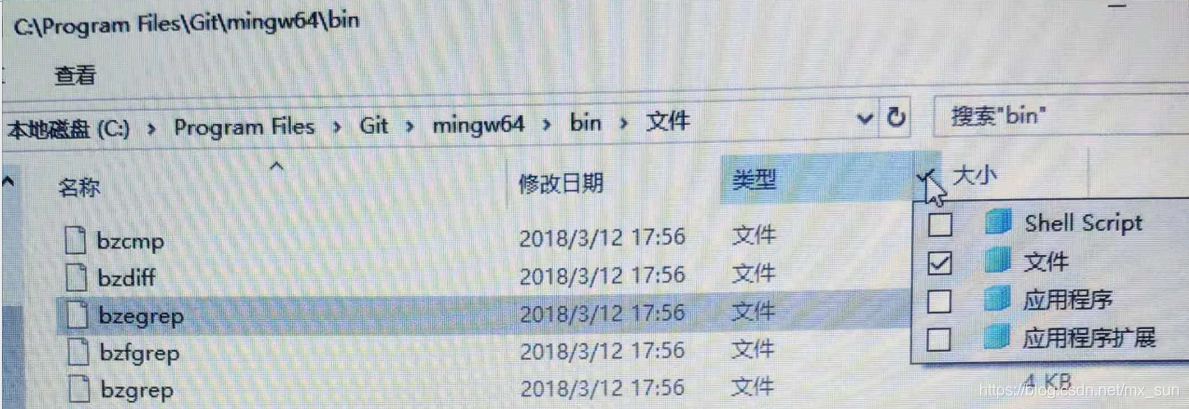 C:\Program Files\Git\mingw64\bin
查看
本地磁盘 (C:) › Program Files › Git › mingw64 › bin › 文件
搜索"bin"
名称 修改日期 类型 大小
bzcmp 2018/3/12 17:56 文件
bzdiff 2018/3/12 17:56 文件
bzegrep 2018/3/12 17:56 文件
bzfgrep 2018/3/12 17:56 文件
bzgrep 2018/3/12 17:56 文件 4 KB
Shell Script
文件
应用程序
应用程序扩展
https://blog.csdn.net/mx_sun